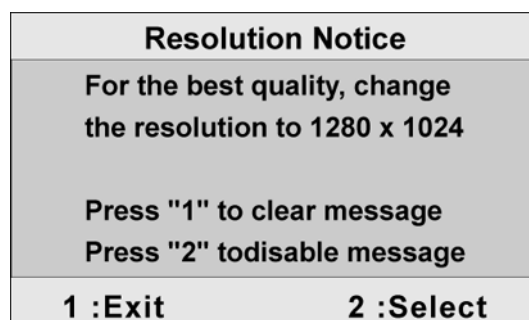 Resolution Notice
For the best quality, change
the resolution to 1280 x 1024
Press "1" to clear message
Press "2" todisable message
1 :Exit 2 :Select